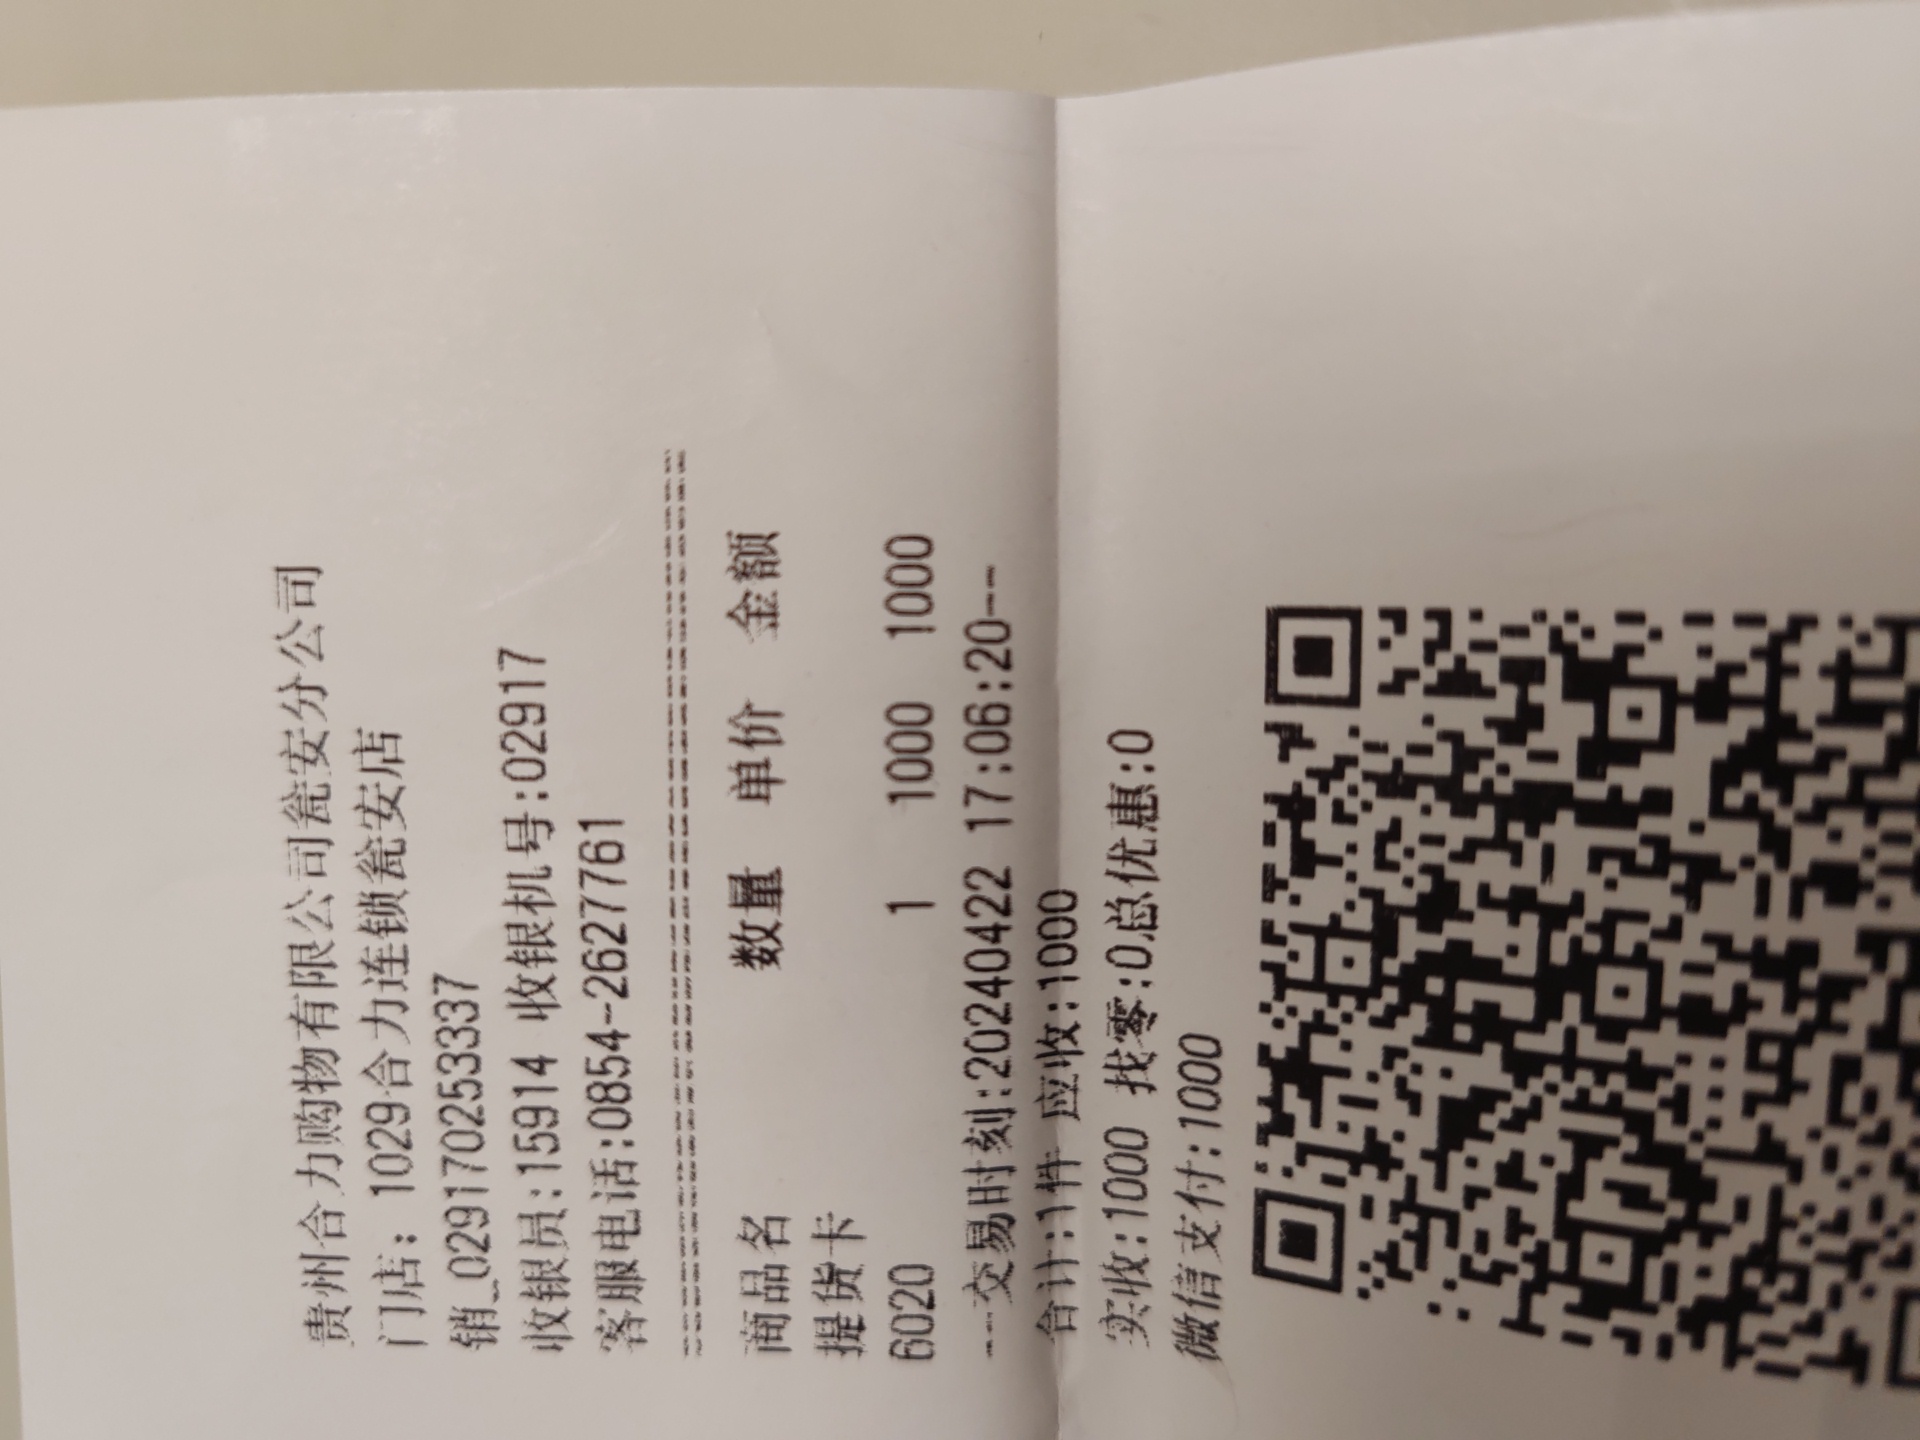 贵州合力购物有限公司瓮安分公司
门店: 1029合力连锁瓮安店
销_029170253337
收银员:15914 收银机号:02917
客服电话:0854-2627761
商品名 数量 单价 金额
提货卡
6020 1 1000 1000
---交易时刻:20240422 17:06:20---
合计:1件 应收:1000
实收:1000 找零:0总优惠:0
微信支付:1000